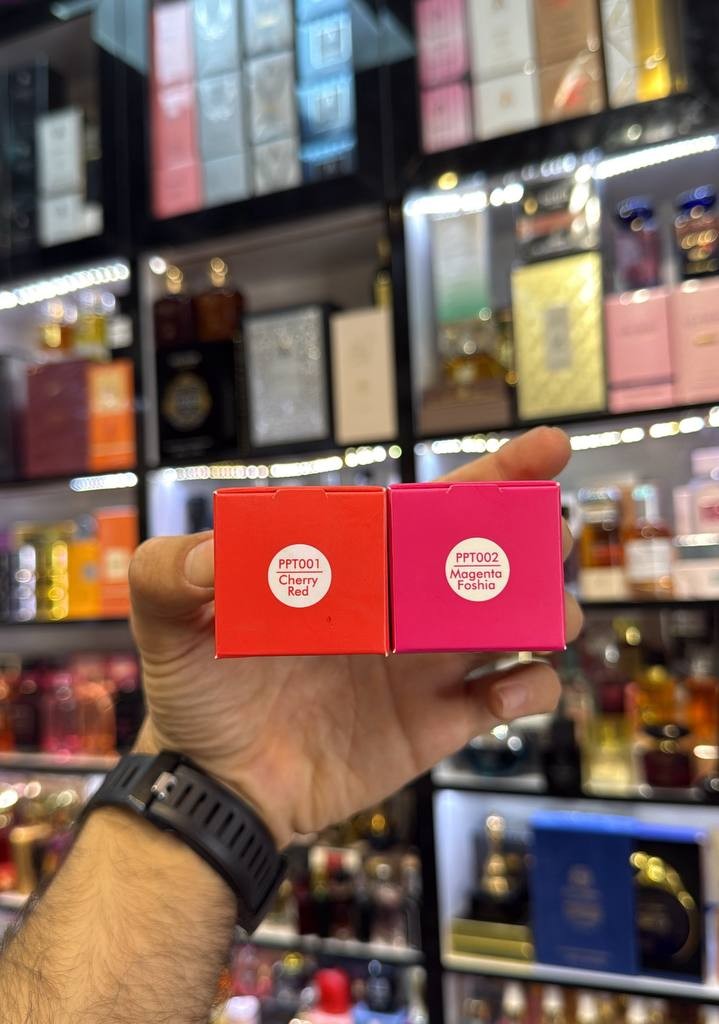 PPT001
Cherry
Red
PPT002
Magenta
Foshia